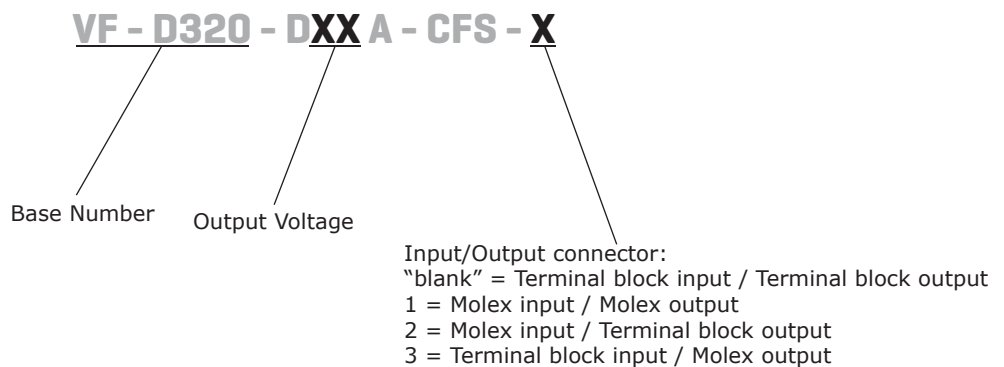 VF - D320 - DXX A - CFS - X
Base Number
Output Voltage
Input/Output connector:
“blank” = Terminal block input / Terminal block output
1 = Molex input / Molex output
2 = Molex input / Terminal block output
3 = Terminal block input / Molex output